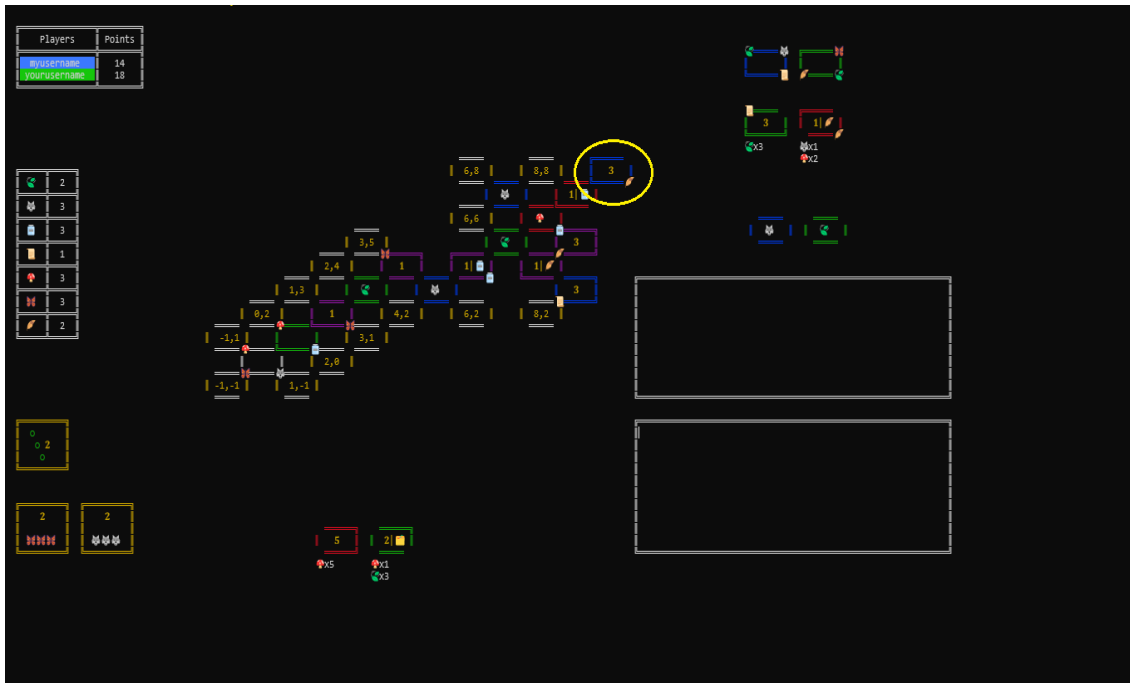 Players Points
myusername 14
yourusername 18
3 1|
x3 x1
x2
6,8 8,8 3
2
3 1|
3
6,6
1
3,5 3
3
2,4 1 1| 1|
3
1,3 3
2
0,2 1 4,2 6,2 8,2
-1,1 3,1
2,0
-1,-1 1,-1
2
2 2
5 2|
x5 x1
x3